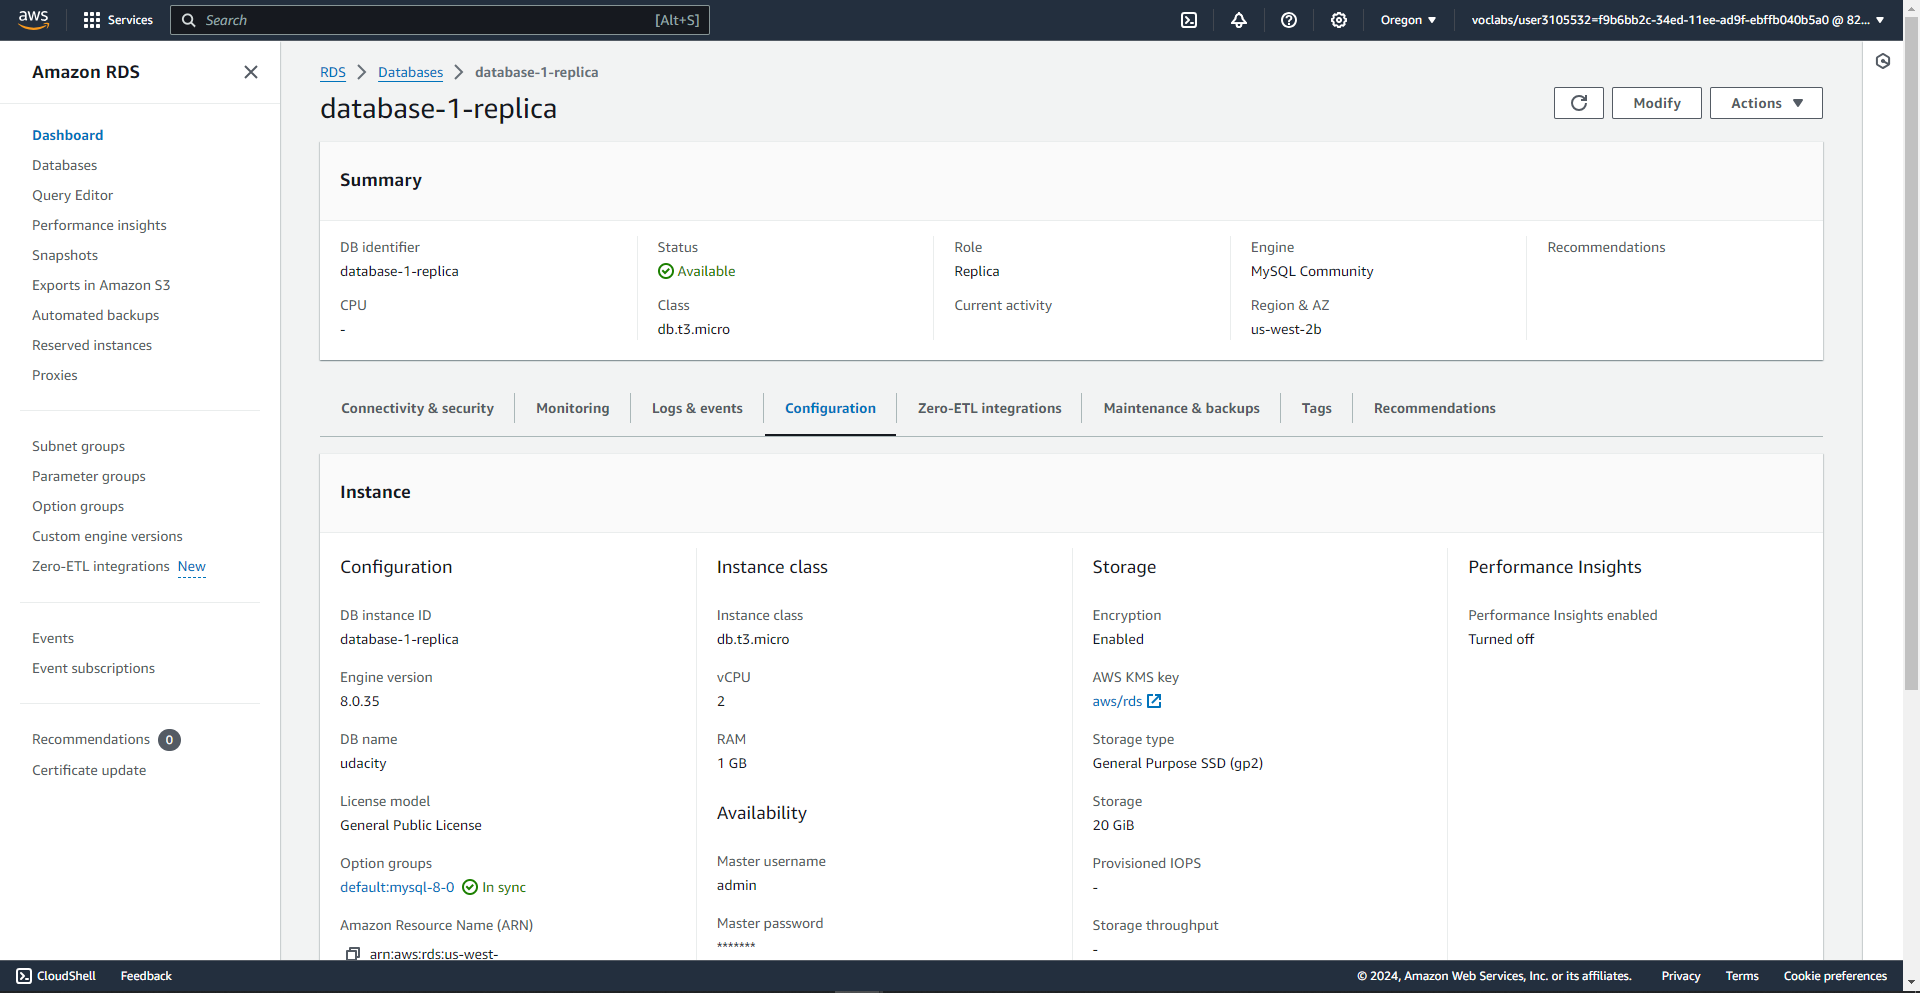 aws
Services
Search
[Alt+S]
Oregon ▼
voclabs/user3105532=f9b6bb2c-34ed-11ee-ad9f-ebffb040b5a0 @ 82... ▼
Amazon RDS
Dashboard
Databases
Query Editor
Performance insights
Snapshots
Exports in Amazon S3
Automated backups
Reserved instances
Proxies
Subnet groups
Parameter groups
Option groups
Custom engine versions
Zero-ETL integrations New
Events
Event subscriptions
Recommendations 0
Certificate update
RDS > Databases > database-1-replica
database-1-replica
Modify
Actions ▼
Summary
DB identifier
database-1-replica
CPU
-
Status
Available
Class
db.t3.micro
Role
Replica
Current activity
Engine
MySQL Community
Region & AZ
us-west-2b
Recommendations
Connectivity & security
Monitoring
Logs & events
Configuration
Zero-ETL integrations
Maintenance & backups
Tags
Recommendations
Instance
Configuration
DB instance ID
database-1-replica
Engine version
8.0.35
DB name
udacity
License model
General Public License
Option groups
default:mysql-8-0 In sync
Amazon Resource Name (ARN)
arn:aws:rds:us-west-
Instance class
Instance class
db.t3.micro
vCPU
2
RAM
1 GB
Availability
Master username
admin
Master password
*******
Storage
Encryption
Enabled
AWS KMS key
aws/rds
Storage type
General Purpose SSD (gp2)
Storage
20 GiB
Provisioned IOPS
-
Storage throughput
-
Performance Insights
Performance Insights enabled
Turned off
CloudShell
Feedback
© 2024, Amazon Web Services, Inc. or its affiliates.
Privacy
Terms
Cookie preferences